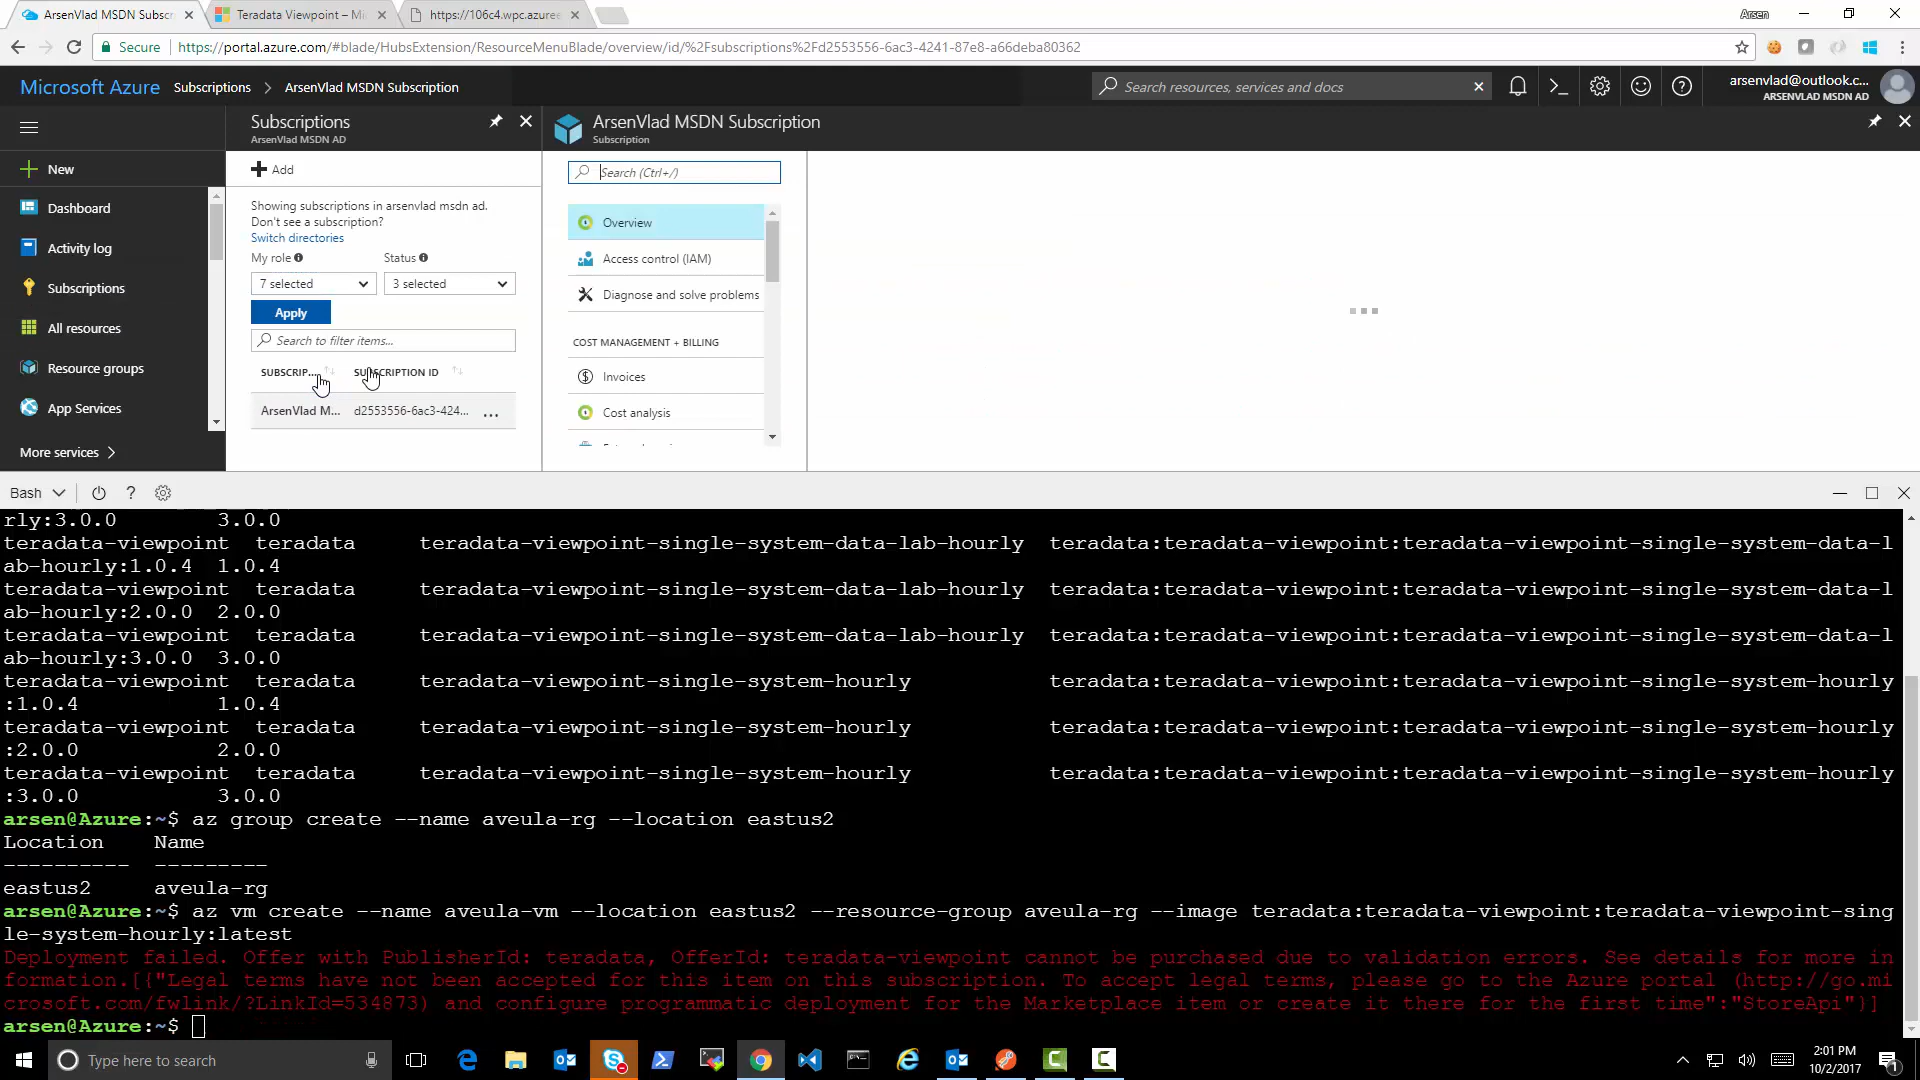 ArsenVlad MSDN Subscr
Teradata Viewpoint – Mi
https://106c4.wpc.azuree
Arsen
Secure
https://portal.azure.com/#blade/HubsExtension/ResourceMenuBlade/overview/id/%2Fsubscriptions%2Fd2553556-6ac3-4241-87e8-a66deba80362
Microsoft Azure
Subscriptions > ArsenVlad MSDN Subscription
Search resources, services and docs
arsenvlad@outlook.c...
ARSENVLAD MSDN AD
New
Dashboard
Activity log
Subscriptions
All resources
Resource groups
App Services
More services
Subscriptions
ArsenVlad MSDN AD
Add
Showing subscriptions in arsenvlad msdn ad.
Don't see a subscription?
Switch directories
My role
Status
7 selected
3 selected
Apply
Search to filter items...
SUBSCRIP...
SUBSCRIPTION ID
ArsenVlad M...
d2553556-6ac3-424...
...
ArsenVlad MSDN Subscription
Subscription
Search (Ctrl+/)
Overview
Access control (IAM)
Diagnose and solve problems
COST MANAGEMENT + BILLING
Invoices
Cost analysis
Bash
?
rly:3.0.0 3.0.0
teradata-viewpoint teradata teradata-viewpoint-single-system-data-lab-hourly teradata:teradata-viewpoint:teradata-viewpoint-single-system-data-l
ab-hourly:1.0.4 1.0.4
teradata-viewpoint teradata teradata-viewpoint-single-system-data-lab-hourly teradata:teradata-viewpoint:teradata-viewpoint-single-system-data-l
ab-hourly:2.0.0 2.0.0
teradata-viewpoint teradata teradata-viewpoint-single-system-data-lab-hourly teradata:teradata-viewpoint:teradata-viewpoint-single-system-data-l
ab-hourly:3.0.0 3.0.0
teradata-viewpoint teradata teradata-viewpoint-single-system-hourly teradata:teradata-viewpoint:teradata-viewpoint-single-system-hourly
:1.0.4 1.0.4
teradata-viewpoint teradata teradata-viewpoint-single-system-hourly teradata:teradata-viewpoint:teradata-viewpoint-single-system-hourly
:2.0.0 2.0.0
teradata-viewpoint teradata teradata-viewpoint-single-system-hourly teradata:teradata-viewpoint:teradata-viewpoint-single-system-hourly
:3.0.0 3.0.0
arsen@Azure:~$ az group create --name aveula-rg --location eastus2
Location Name
---------- ---------
eastus2 aveula-rg
arsen@Azure:~$ az vm create --name aveula-vm --location eastus2 --resource-group aveula-rg --image teradata:teradata-viewpoint:teradata-viewpoint-sing
le-system-hourly:latest
Deployment failed. Offer with PublisherId: teradata, OfferId: teradata-viewpoint cannot be purchased due to validation errors. See details for more in
formation.[{"Legal terms have not been accepted for this item on this subscription. To accept legal terms, please go to the Azure portal (http://go.mi
crosoft.com/fwlink/?LinkId=534873) and configure programmatic deployment for the Marketplace item or create it there for the first time":"StoreApi"}]
arsen@Azure:~$
Type here to search
2:01 PM
10/2/2017
1